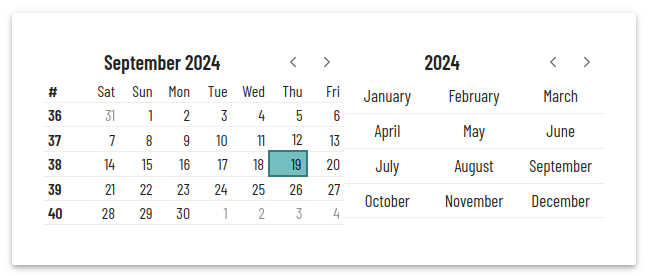 September 2024
# Sat Sun Mon Tue Wed Thu Fri
36 31 1 2 3 4 5 6
37 7 8 9 10 11 12 13
38 14 15 16 17 18 19 20
39 21 22 23 24 25 26 27
40 28 29 30 1 2 3 4
2024
January February March
April May June
July August September
October November December